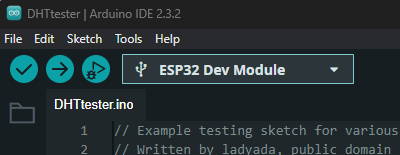 DHTtester | Arduino IDE 2.3.2
File Edit Sketch Tools Help
ESP32 Dev Module
DHTtester.ino
1 // Example testing sketch for various
2 // Written by ladyada, public domain